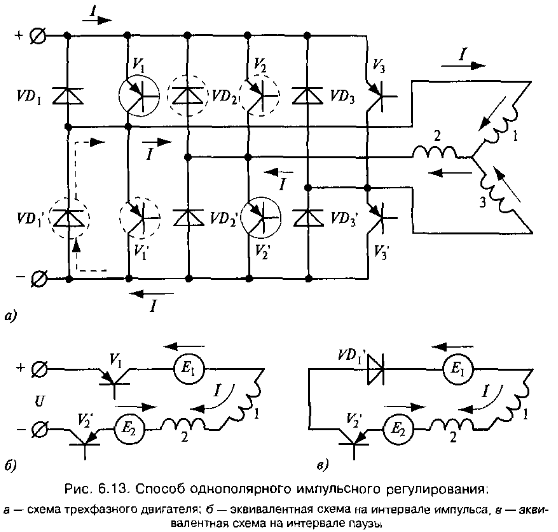 I
+
V₁
V₂
V₃
I
VD₁
VD₂
VD₃
I
2
1
I
3
VD₁'
V₁'
VD₂'
V₂'
VD₃'
V₃'
−
I
а)
+
V₁
E₁
VD₁'
E₁
U
I
1
I
1
−
V₂'
E₂
2
V₂'
E₂
2
б)
в)
Рис. 6.13. Способ однополярного импульсного регулирования:
а — схема трехфазного двигателя; б — эквивалентная схема на интервале импульса, в — экви-
валентная схема на интервале паузы